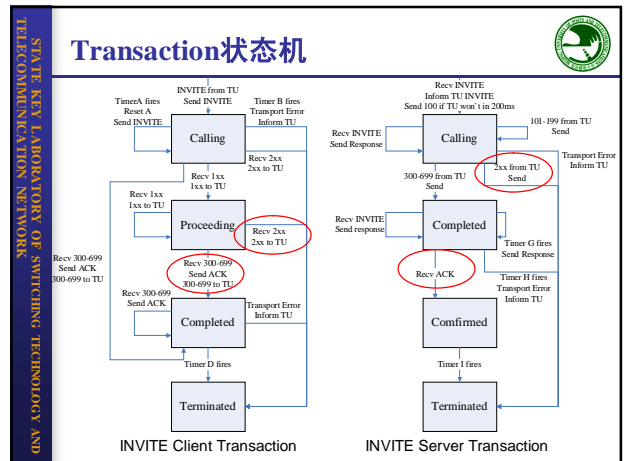 STATE KEY LABORATORY OF SWITCHING TECHNOLOGY AND
TELECOMMUNICATION NETWORK
Transaction状态机
INVITE from TU
Send INVITE
TimerA fires
Reset A
Send INVITE
Timer B fires
Transport Error
Inform TU
Calling
Recv 2xx
2xx to TU
Recv 1xx
1xx to TU
Recv 1xx
1xx to TU
Proceeding
Recv 2xx
2xx to TU
Recv 300-699
Send ACK
300-699 to TU
Recv 300-699
Send ACK
300-699 to TU
Recv 300-699
Send ACK
Transport Error
Inform TU
Completed
Timer D fires
Terminated
INVITE Client Transaction
Recv INVITE
Inform TU INVITE
Send 100 if TU won`t in 200ms
Recv INVITE
Send Response
Calling
101-199 from TU
Send
Transport Error
Inform TU
2xx from TU
Send
300-699 from TU
Send
Recv INVITE
Send response
Completed
Timer G fires
Send Response
Recv ACK
Timer H fires
Transport Error
Inform TU
Comfirmed
Timer I fires
Terminated
INVITE Server Transaction